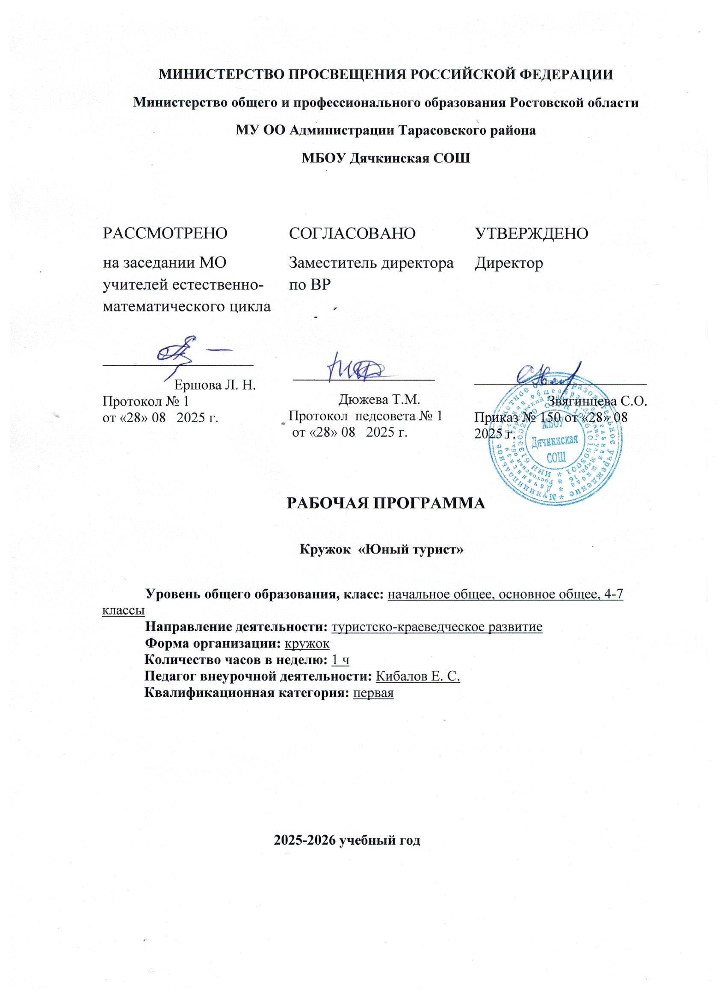 МИНИСТЕРСТВО ПРОСВЕЩЕНИЯ РОССИЙСКОЙ ФЕДЕРАЦИИ
Министерство общего и профессионального образования Ростовской области
МУ ОО Администрации Тарасовского района
МБОУ Дячкинская СОШ
РАССМОТРЕНО
на заседании МО
учителей естественно-
математического цикла
Ершова Л. Н.
Протокол № 1
от «28» 08 2025 г.
СОГЛАСОВАНО
Заместитель директора
по ВР
Дюжева Т.М.
Протокол педсовета № 1
от «28» 08 2025 г.
УТВЕРЖДЕНО
Директор
Звягинцева С.О.
Приказ № 150 от «28» 08
2025 г.
МБОУ
Дячкинская
СОШ
РАБОЧАЯ ПРОГРАММА
Кружок «Юный турист»
Уровень общего образования, класс: начальное общее, основное общее, 4-7
классы
Направление деятельности: туристско-краеведческое развитие
Форма организации: кружок
Количество часов в неделю: 1 ч
Педагог внеурочной деятельности: Кибалов Е. С.
Квалификационная категория: первая
2025-2026 учебный год